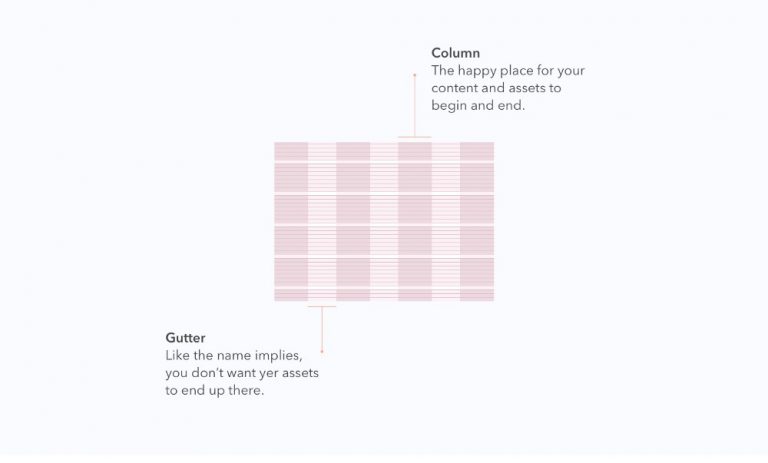 Column
The happy place for your
content and assets to
begin and end.
Gutter
Like the name implies,
you don’t want yer assets
to end up there.